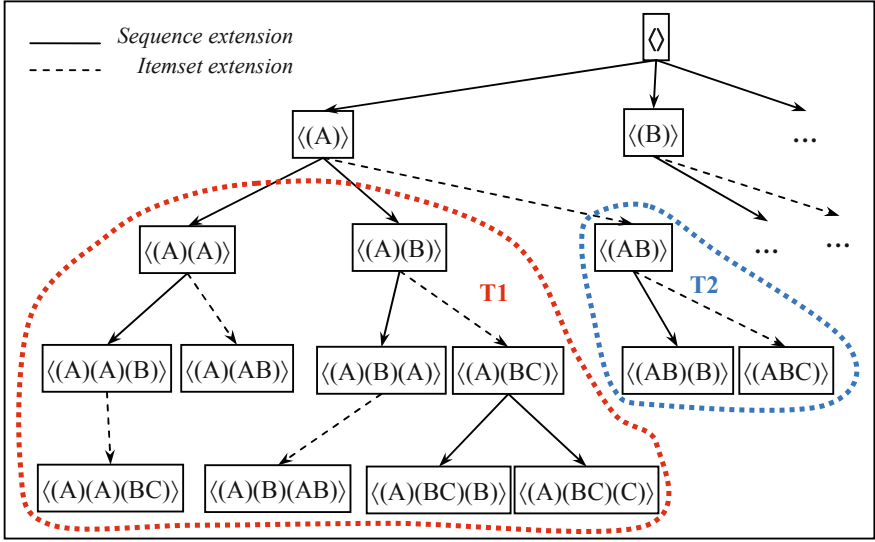 Sequence extension
Itemset extension
⟨⟩
⟨(A)⟩ ⟨(B)⟩ ...
⟨(A)(A)⟩ ⟨(A)(B)⟩ ⟨(AB)⟩ ... ...
T1 T2
⟨(A)(A)(B)⟩ ⟨(A)(AB)⟩ ⟨(A)(B)(A)⟩ ⟨(A)(BC)⟩ ⟨(AB)(B)⟩ ⟨(ABC)⟩
⟨(A)(A)(BC)⟩ ⟨(A)(B)(AB)⟩ ⟨(A)(BC)(B)⟩ ⟨(A)(BC)(C)⟩